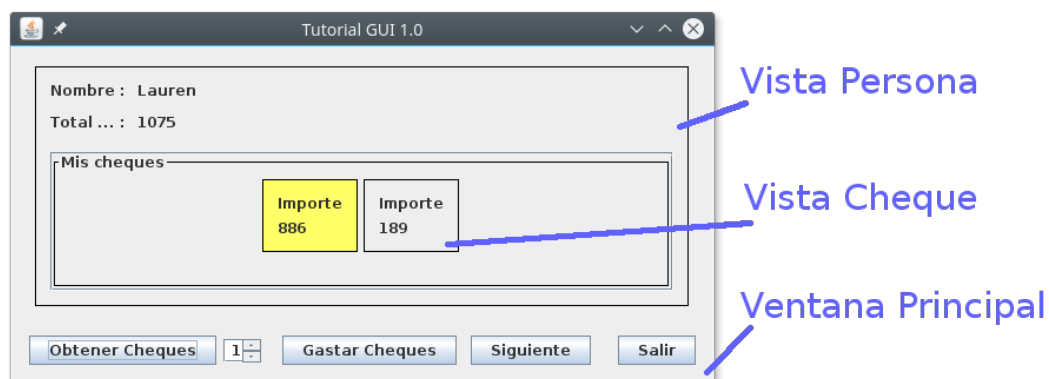 Tutorial GUI 1.0
Nombre : Lauren
Total ... : 1075
Vista Persona
Mis cheques
Importe
886
Importe
189
Vista Cheque
Ventana Principal
Obtener Cheques 1 Gastar Cheques Siguiente Salir